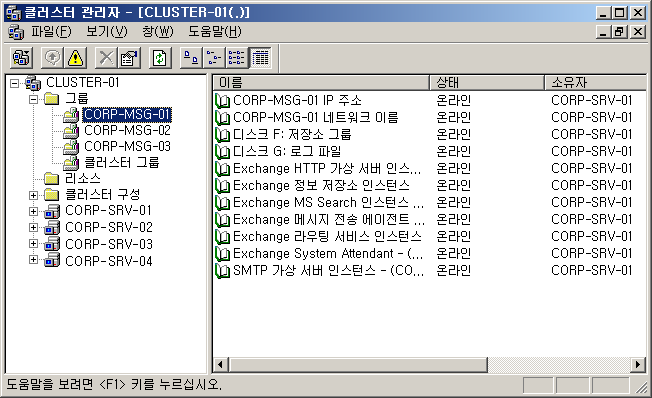 클러스터 관리자 - [CLUSTER-01(.)]
파일(F) 보기(V) 창(W) 도움말(H)
CLUSTER-01
그룹
CORP-MSG-01
CORP-MSG-02
CORP-MSG-03
클러스터 그룹
리소스
클러스터 구성
CORP-SRV-01
CORP-SRV-02
CORP-SRV-03
CORP-SRV-04
이름 상태 소유자
CORP-MSG-01 IP 주소 온라인 CORP-SRV-01
CORP-MSG-01 네트워크 이름 온라인 CORP-SRV-01
디스크 F: 저장소 그룹 온라인 CORP-SRV-01
디스크 G: 로그 파일 온라인 CORP-SRV-01
Exchange HTTP 가상 서버 인스... 온라인 CORP-SRV-01
Exchange 정보 저장소 인스턴스 온라인 CORP-SRV-01
Exchange MS Search 인스턴스 ... 온라인 CORP-SRV-01
Exchange 메시지 전송 에이전트 ... 온라인 CORP-SRV-01
Exchange 라우팅 서비스 인스턴스 온라인 CORP-SRV-01
Exchange System Attendant - (... 온라인 CORP-SRV-01
SMTP 가상 서버 인스턴스 - (CO... 온라인 CORP-SRV-01
도움말을 보려면 <F1> 키를 누르십시오.